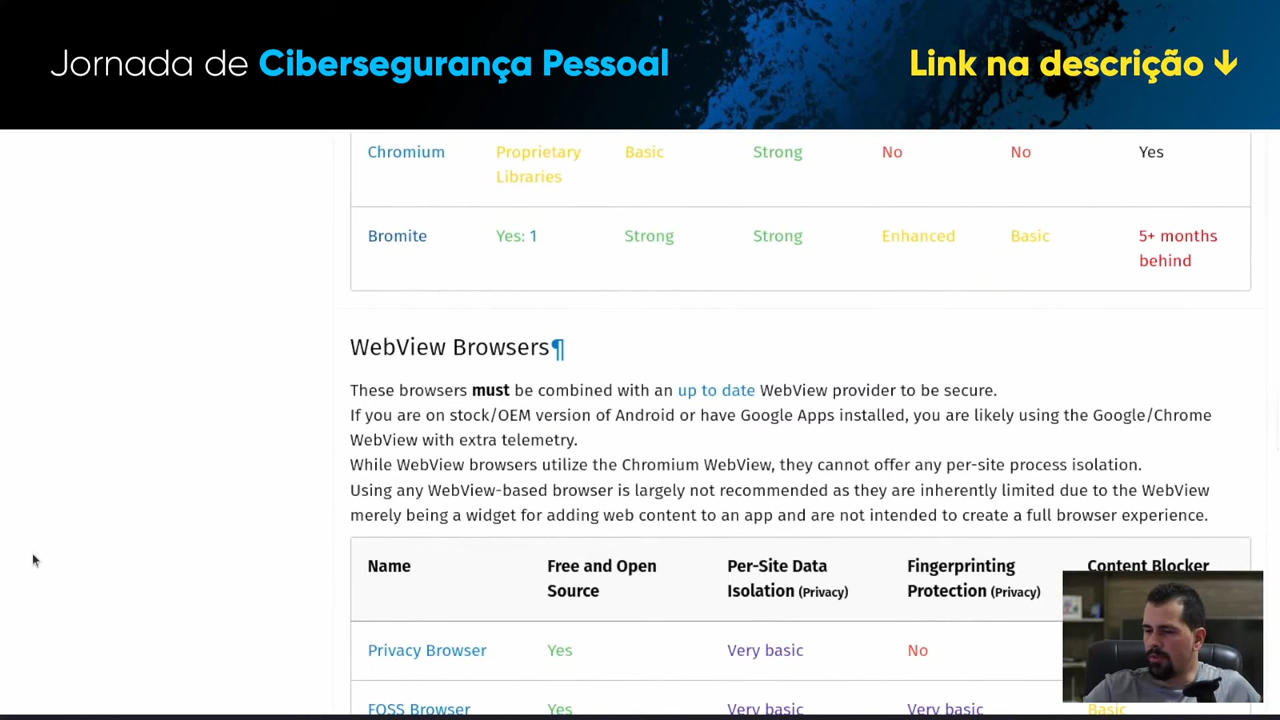 Jornada de Cibersegurança Pessoal
Link na descrição ↓
Chromium Proprietary Libraries Basic Strong No No Yes
Bromite Yes: 1 Strong Strong Enhanced Basic 5+ months behind
WebView Browsers¶
These browsers must be combined with an up to date WebView provider to be secure.
If you are on stock/OEM version of Android or have Google Apps installed, you are likely using the Google/Chrome
WebView with extra telemetry.
While WebView browsers utilize the Chromium WebView, they cannot offer any per-site process isolation.
Using any WebView-based browser is largely not recommended as they are inherently limited due to the WebView
merely being a widget for adding web content to an app and are not intended to create a full browser experience.
Name Free and Open Source Per-Site Data Isolation (Privacy) Fingerprinting Protection (Privacy) Content Blocker
Privacy Browser Yes Very basic No
FOSS Browser Yes Very basic Very basic Basic